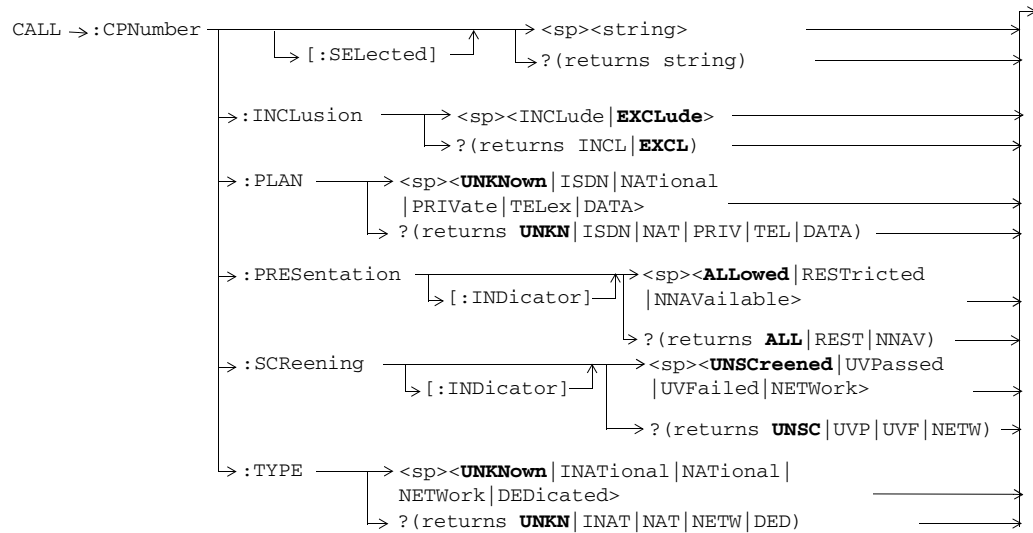 CALL :CPNumber <sp><string>
[:SELected] ?(returns string)
:INCLusion <sp><INCLude|EXCLude>
?(returns INCL|EXCL)
:PLAN <sp><UNKNown|ISDN|NATional
|PRIVate|TELex|DATA>
?(returns UNKN|ISDN|NAT|PRIV|TEL|DATA)
:PRESentation <sp><ALLowed|RESTricted
[:INDicator] |NNAVailable>
?(returns ALL|REST|NNAV)
:SCReening <sp><UNSCreened|UVPassed
[:INDicator] |UVFailed|NETWork>
?(returns UNSC|UVP|UVF|NETW)
:TYPE <sp><UNKNown|INATional|NATional|
NETWork|DEDicated>
?(returns UNKN|INAT|NAT|NETW|DED)